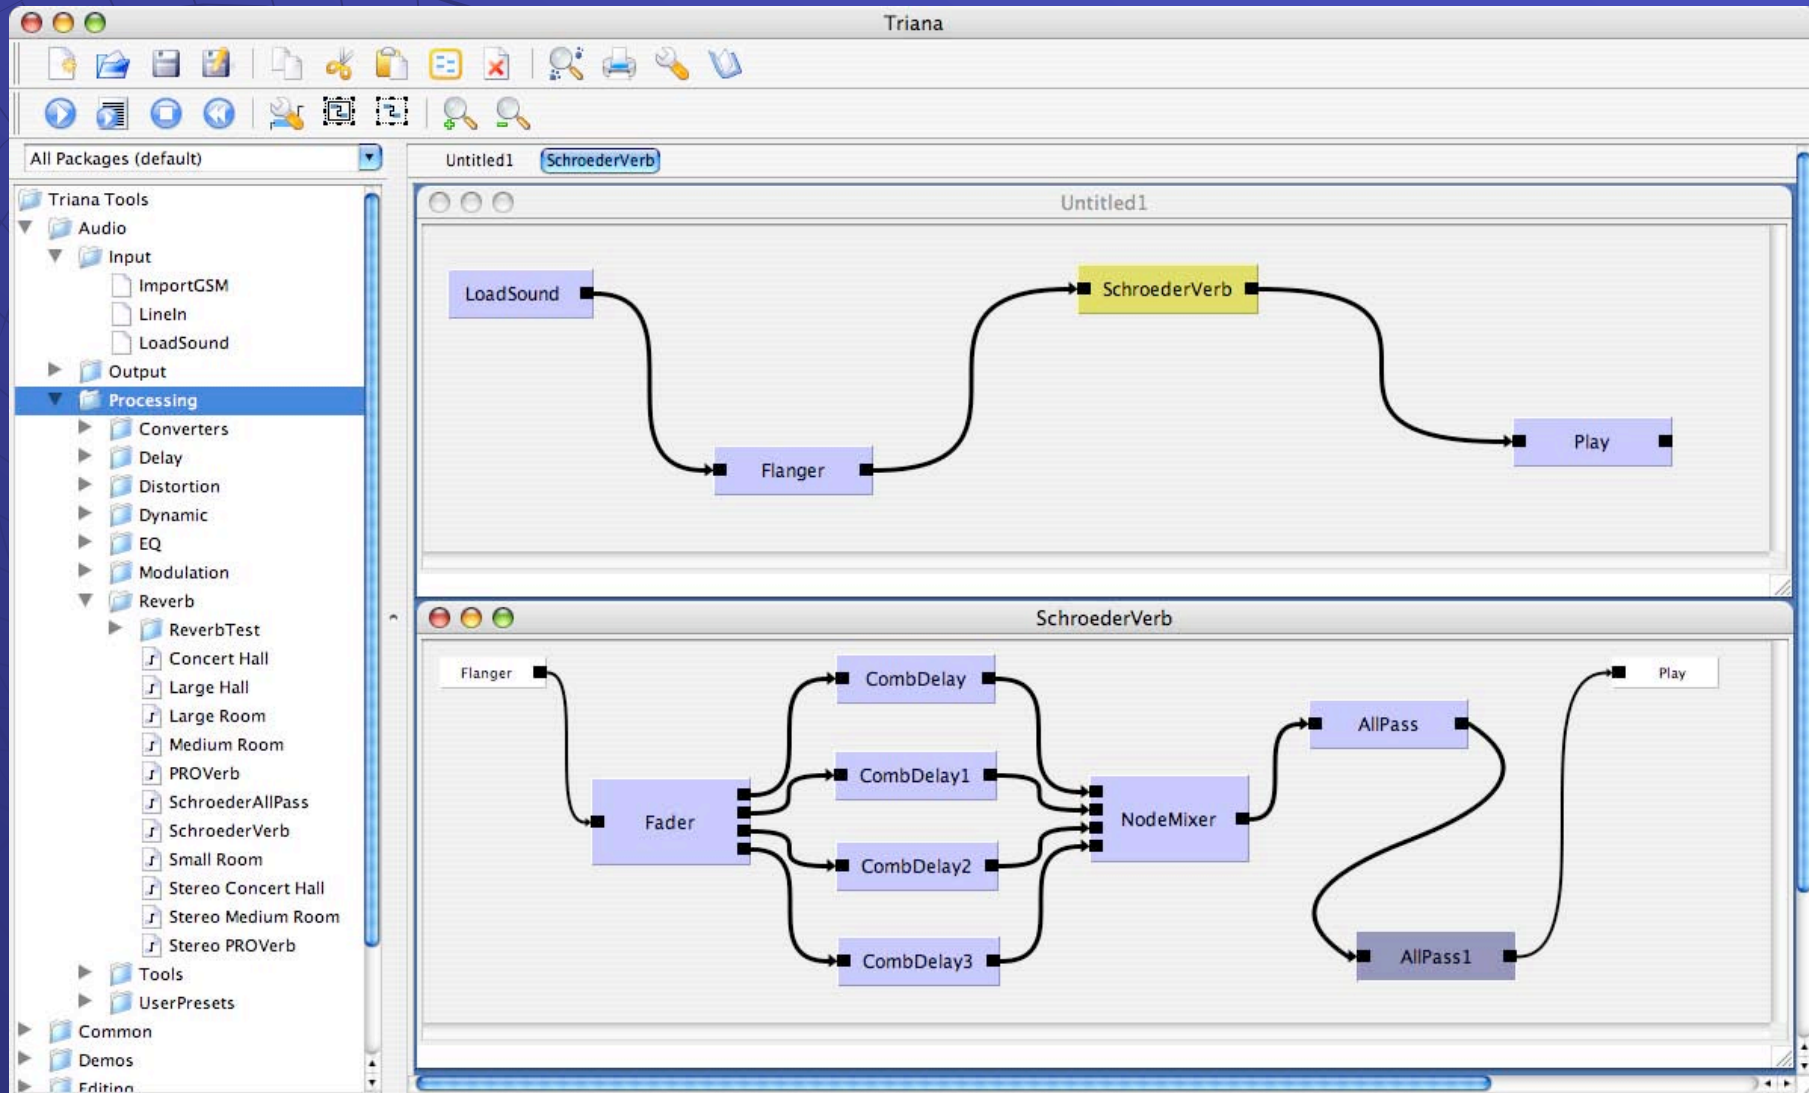 Triana
All Packages (default)
Untitled1
SchroederVerb
Triana Tools
Audio
Input
ImportGSM
LineIn
LoadSound
Output
Processing
Converters
Delay
Distortion
Dynamic
EQ
Modulation
Reverb
ReverbTest
Concert Hall
Large Hall
Large Room
Medium Room
PROVerb
SchroederAllPass
SchroederVerb
Small Room
Stereo Concert Hall
Stereo Medium Room
Stereo PROVerb
Tools
UserPresets
Common
Demos
Editing
Untitled1
LoadSound
SchroederVerb
Flanger
Play
SchroederVerb
Flanger
CombDelay
AllPass
Play
CombDelay1
Fader
NodeMixer
CombDelay2
CombDelay3
AllPass1